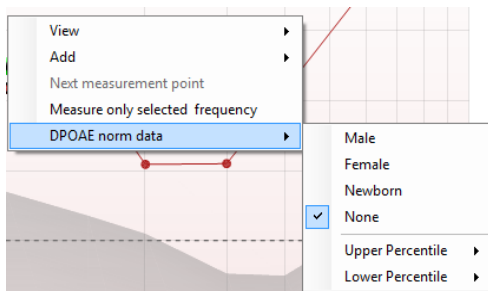 View
Add
Next measurement point
Measure only selected frequency
DPOAE norm data
Male
Female
Newborn
None
Upper Percentile
Lower Percentile